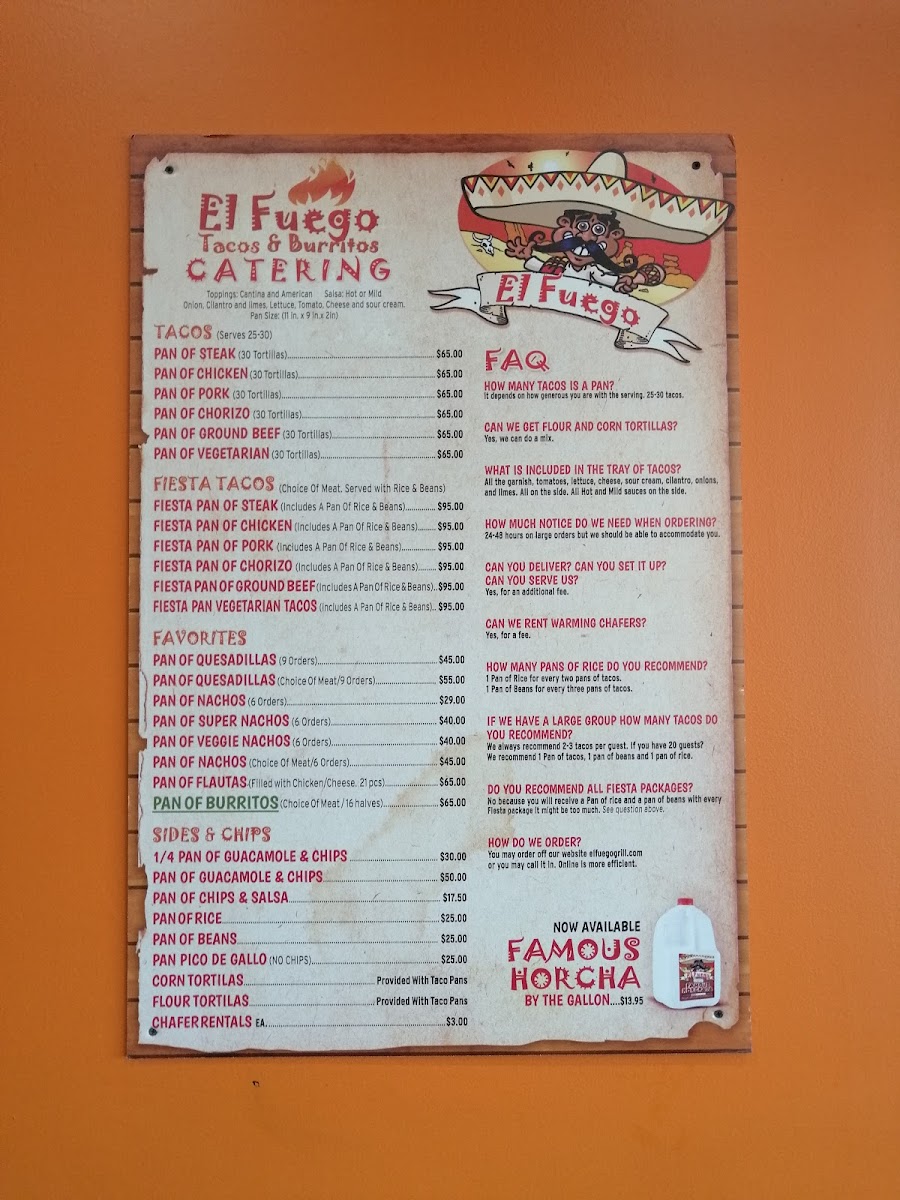 El Fuego
Tacos & Burritos
CATERING
Toppings: Cantina and American Salsa: Hot or Mild
Onion, Cilantro and limes, Lettuce, Tomato, Cheese and sour cream.
Pan Size: (11 in. x 9 in.x 2in)
TACOS (Serves 25-30)
PAN OF STEAK (30 Tortillas) $65.00
PAN OF CHICKEN (30 Tortillas) $65.00
PAN OF PORK (30 Tortillas) $65.00
PAN OF CHORIZO (30 Tortillas) $65.00
PAN OF GROUND BEEF (30 Tortillas) $65.00
PAN OF VEGETARIAN (30 Tortillas) $65.00
FIESTA TACOS (Choice Of Meat. Served with Rice & Beans)
FIESTA PAN OF STEAK (Includes A Pan Of Rice & Beans) $95.00
FIESTA PAN OF CHICKEN (Includes A Pan Of Rice & Beans) $95.00
FIESTA PAN OF PORK (Includes A Pan Of Rice & Beans) $95.00
FIESTA PAN OF CHORIZO (Includes A Pan Of Rice & Beans) $95.00
FIESTA PAN OF GROUND BEEF (Includes A Pan Of Rice & Beans) $95.00
FIESTA PAN VEGETARIAN TACOS (Includes A Pan Of Rice & Beans) $95.00
FAVORITES
PAN OF QUESADILLAS (9 Orders) $45.00
PAN OF QUESADILLAS (Choice Of Meat/9 Orders) $55.00
PAN OF NACHOS (6 Orders) $29.00
PAN OF SUPER NACHOS (6 Orders) $40.00
PAN OF VEGGIE NACHOS (6 Orders) $40.00
PAN OF NACHOS (Choice Of Meat/6 Orders) $45.00
PAN OF FLAUTAS (Filled with Chicken/Cheese. 21 pcs) $65.00
PAN OF BURRITOS (Choice Of Meat /16 halves) $65.00
SIDES & CHIPS
1/4 PAN OF GUACAMOLE & CHIPS $30.00
PAN OF GUACAMOLE & CHIPS $50.00
PAN OF CHIPS & SALSA $17.50
PAN OF RICE $25.00
PAN OF BEANS $25.00
PAN PICO DE GALLO (NO CHIPS) $25.00
CORN TORTILAS Provided With Taco Pans
FLOUR TORTILAS Provided With Taco Pans
CHAFER RENTALS EA. $3.00
El Fuego
FAQ
HOW MANY TACOS IS A PAN?
It depends on how generous you are with the serving. 25-30 tacos.
CAN WE GET FLOUR AND CORN TORTILLAS?
Yes, we can do a mix.
WHAT IS INCLUDED IN THE TRAY OF TACOS?
All the garnish, tomatoes, lettuce, cheese, sour cream, cilantro, onions,
and limes. All on the side. All Hot and Mild sauces on the side.
HOW MUCH NOTICE DO WE NEED WHEN ORDERING?
24-48 hours on large orders but we should be able to accommodate you.
CAN YOU DELIVER? CAN YOU SET IT UP?
CAN YOU SERVE US?
Yes, for an additional fee.
CAN WE RENT WARMING CHAFERS?
Yes, for a fee.
HOW MANY PANS OF RICE DO YOU RECOMMEND?
1 Pan of Rice for every two pans of tacos.
1 Pan of Beans for every three pans of tacos.
IF WE HAVE A LARGE GROUP HOW MANY TACOS DO
YOU RECOMMEND?
We always recommend 2-3 tacos per guest. If you have 20 guests?
We recommend 1 Pan of tacos, 1 pan of beans and 1 pan of rice.
DO YOU RECOMMEND ALL FIESTA PACKAGES?
No because you will receive a Pan of rice and a pan of beans with every
Fiesta package it might be too much. See question above.
HOW DO WE ORDER?
You may order off our website elfuegogrill.com
or you may call it in. Online is more efficient.
NOW AVAILABLE
FAMOUS
HORCHA
BY THE GALLON....$13.95
El Fuego